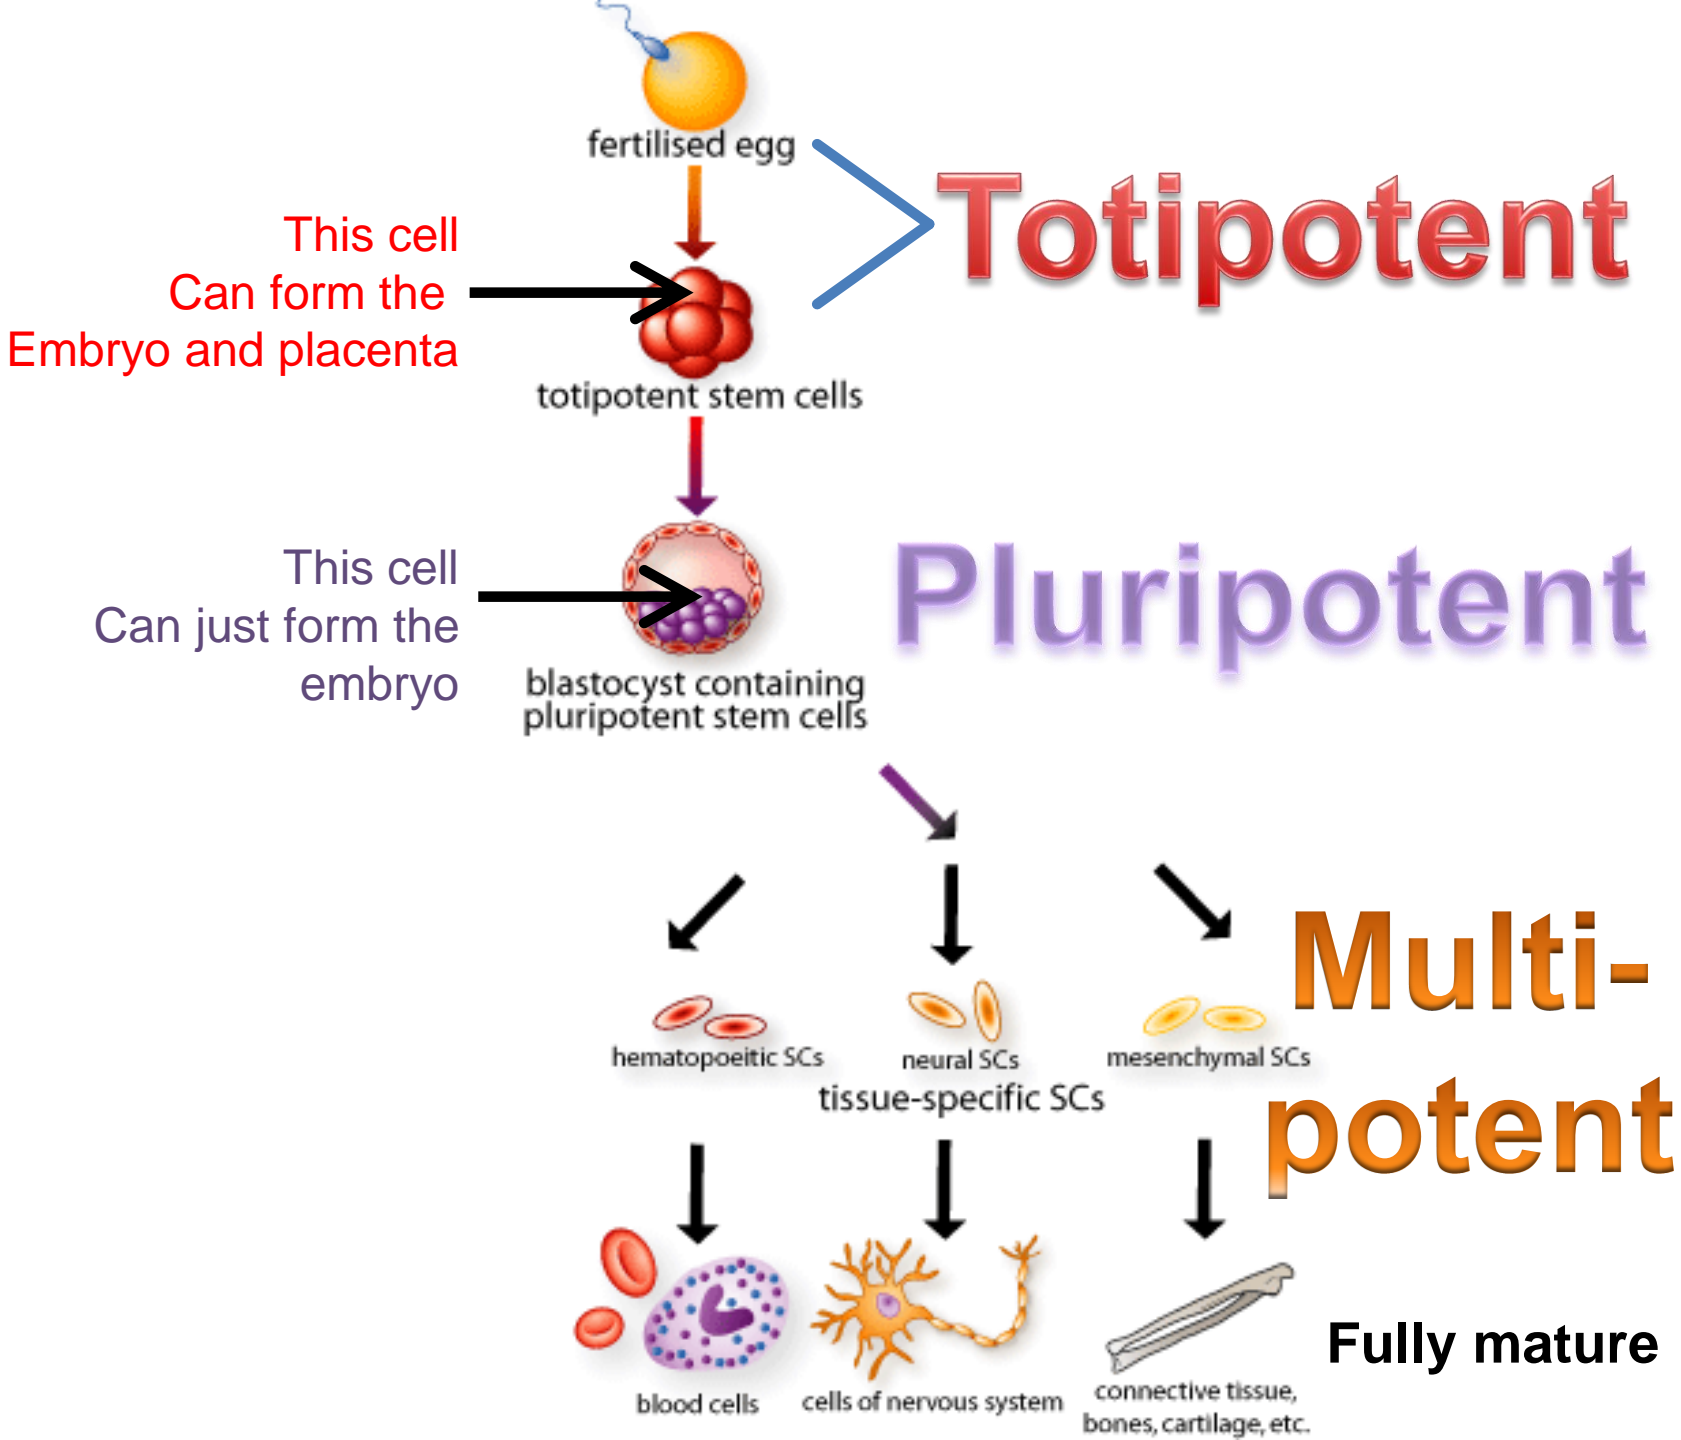 fertilised egg
Totipotent
This cell
Can form the
Embryo and placenta
totipotent stem cells
This cell
Can just form the
embryo
Pluripotent
blastocyst containing
pluripotent stem cells
Multi-
potent
hematopoeitic SCs
neural SCs
mesenchymal SCs
tissue-specific SCs
blood cells
cells of nervous system
connective tissue,
bones, cartilage, etc.
Fully mature